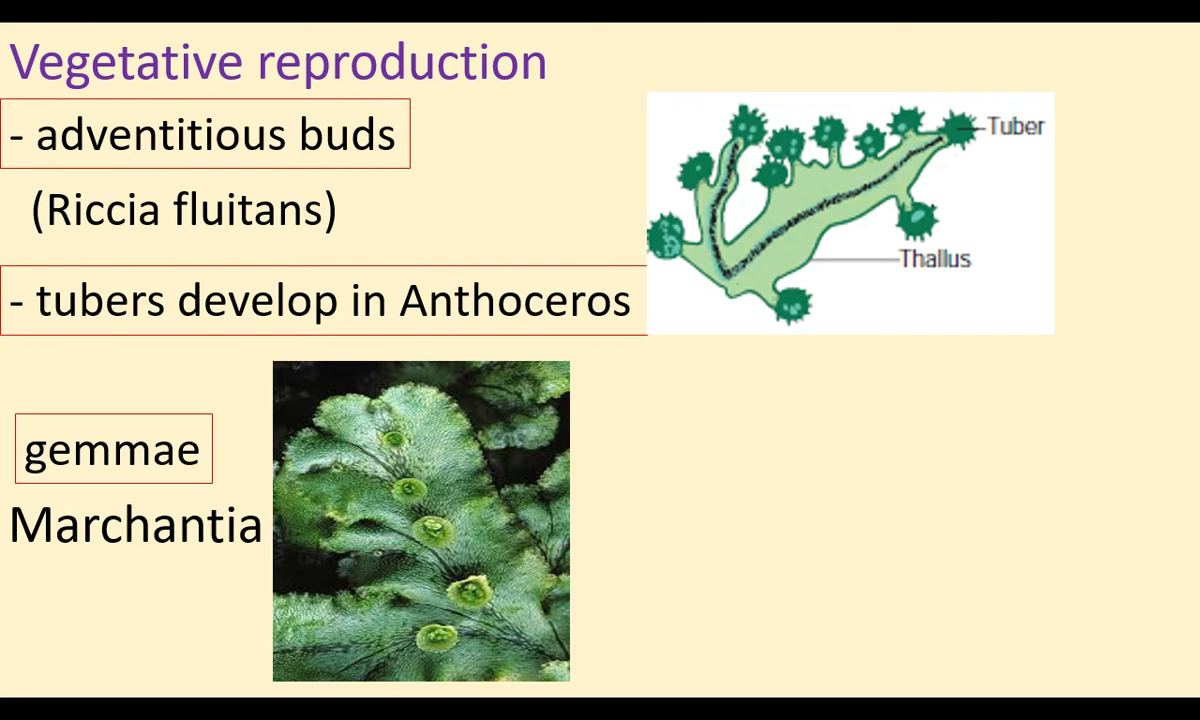 Vegetative reproduction
- adventitious buds
(Riccia fluitans)
- tubers develop in Anthoceros
Tuber
Thallus
gemmae
Marchantia